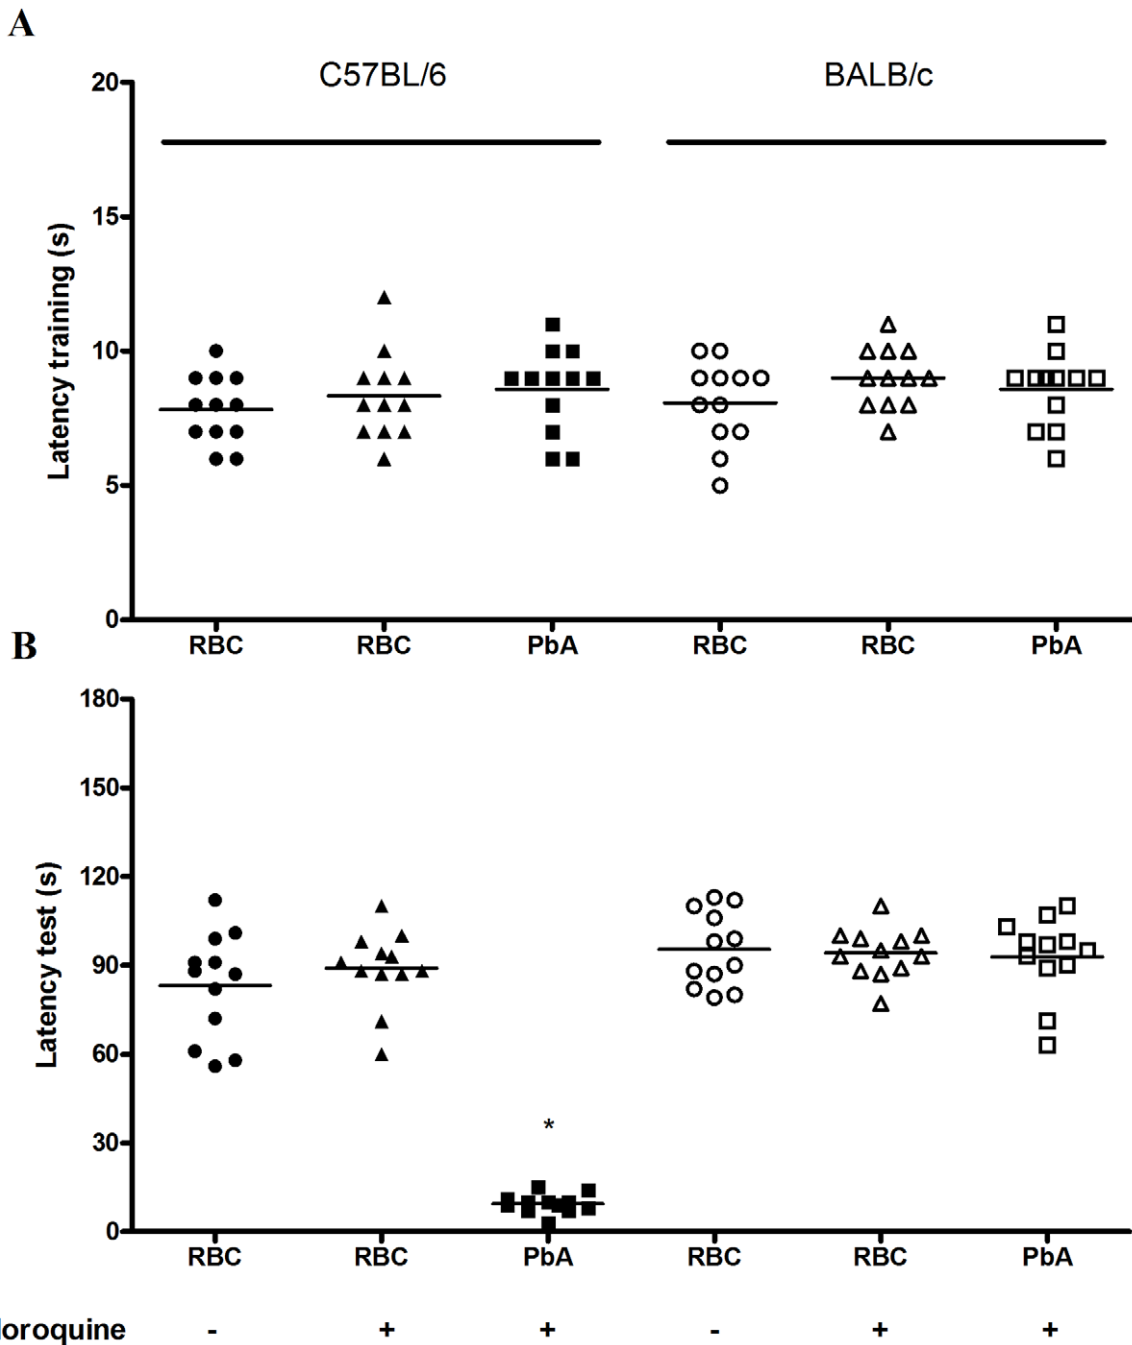 A
C57BL/6 BALB/c
20
15
10
5
0
Latency training (s)
RBC RBC PbA RBC RBC PbA
B
180
150
120
90
60
30
0
Latency test (s)
*
RBC RBC PbA RBC RBC PbA
loroquine - + + - + +